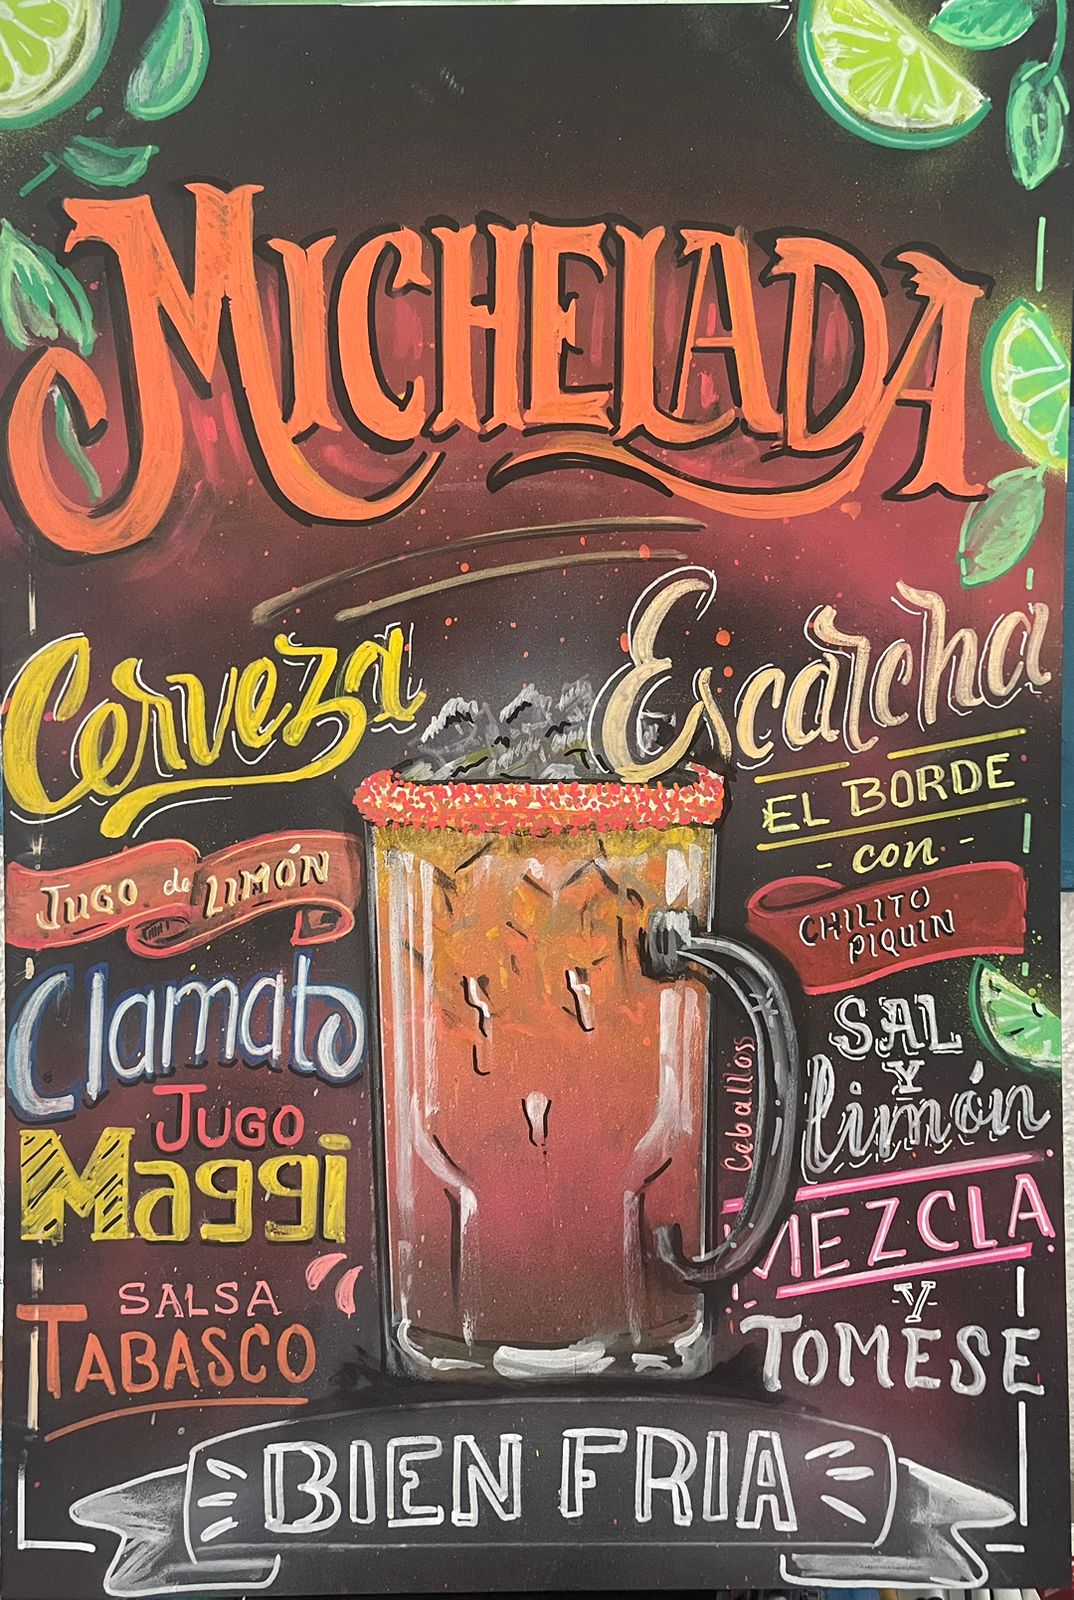 MICHELADA
Cerveza
JUGO de LIMÓN
Clamato
JUGO
Maggi
SALSA
TABASCO
Escarcha
EL BORDE
- con -
CHILITO
PIQUIN
SAL
Y
limón
MEZCLA
Y
TOMESE
Ceballoss
BIEN FRIA